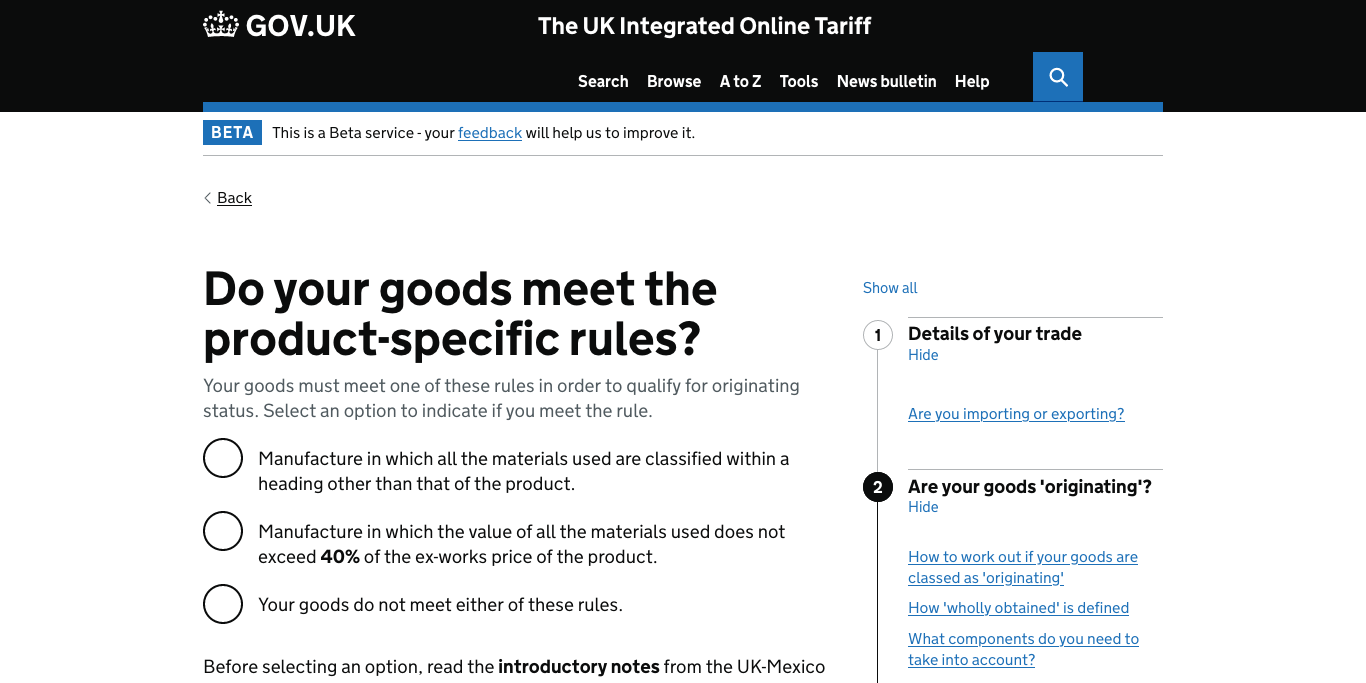 GOV.UK
The UK Integrated Online Tariff
Search Browse A to Z Tools News bulletin Help
BETA This is a Beta service - your feedback will help us to improve it.
Back
Do your goods meet the
product-specific rules?
Your goods must meet one of these rules in order to qualify for originating
status. Select an option to indicate if you meet the rule.
Manufacture in which all the materials used are classified within a
heading other than that of the product.
Manufacture in which the value of all the materials used does not
exceed 40% of the ex-works price of the product.
Your goods do not meet either of these rules.
Before selecting an option, read the introductory notes from the UK-Mexico
Show all
1 Details of your trade
Hide
Are you importing or exporting?
2 Are your goods 'originating'?
Hide
How to work out if your goods are
classed as 'originating'
How 'wholly obtained' is defined
What components do you need to
take into account?